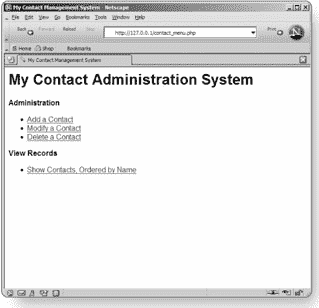 My Contact Management System - Netscape
File Edit View Go Bookmarks Tools Window Help
Back Forward Reload Stop http://127.0.0.1/contact_menu.php Print
Home Shop Bookmarks
My Contact Management System
My Contact Administration System
Administration
Add a Contact
Modify a Contact
Delete a Contact
View Records
Show Contacts, Ordered by Name